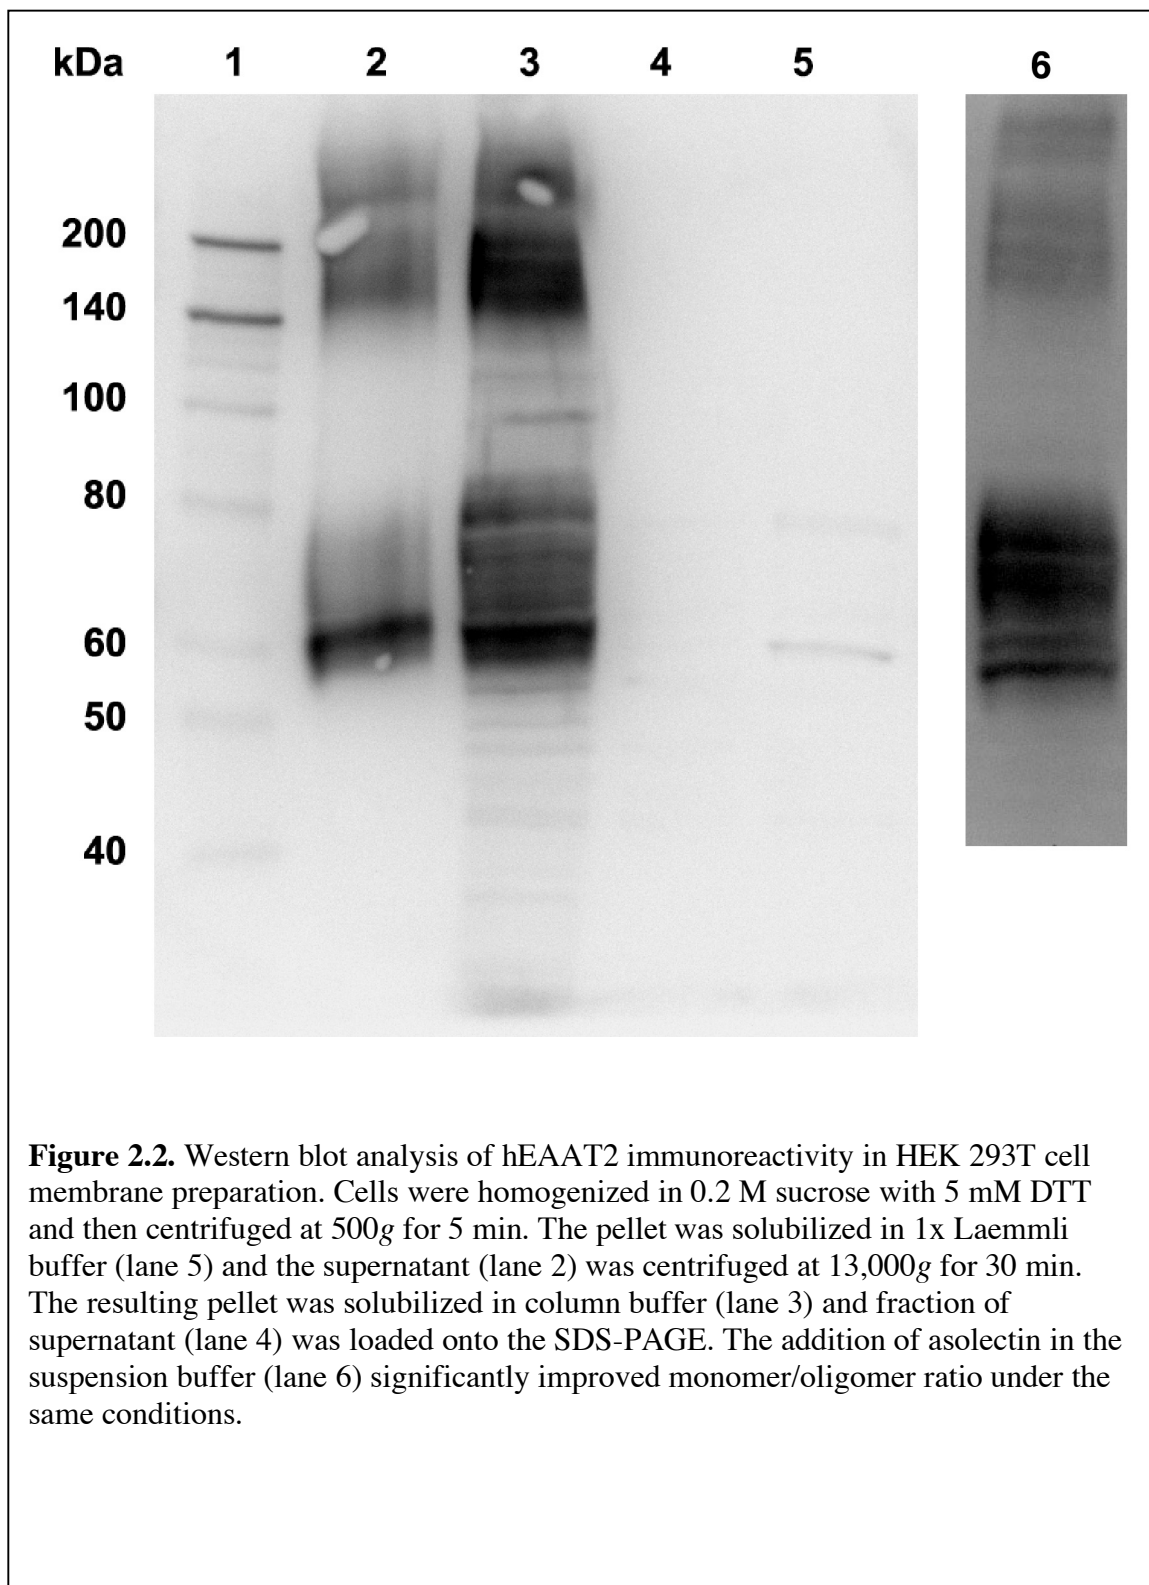 kDa 1 2 3 4 5 6
200
140
100
80
60
50
40
Figure 2.2. Western blot analysis of hEAAT2 immunoreactivity in HEK 293T cell
membrane preparation. Cells were homogenized in 0.2 M sucrose with 5 mM DTT
and then centrifuged at 500g for 5 min. The pellet was solubilized in 1x Laemmli
buffer (lane 5) and the supernatant (lane 2) was centrifuged at 13,000g for 30 min.
The resulting pellet was solubilized in column buffer (lane 3) and fraction of
supernatant (lane 4) was loaded onto the SDS-PAGE. The addition of asolectin in the
suspension buffer (lane 6) significantly improved monomer/oligomer ratio under the
same conditions.